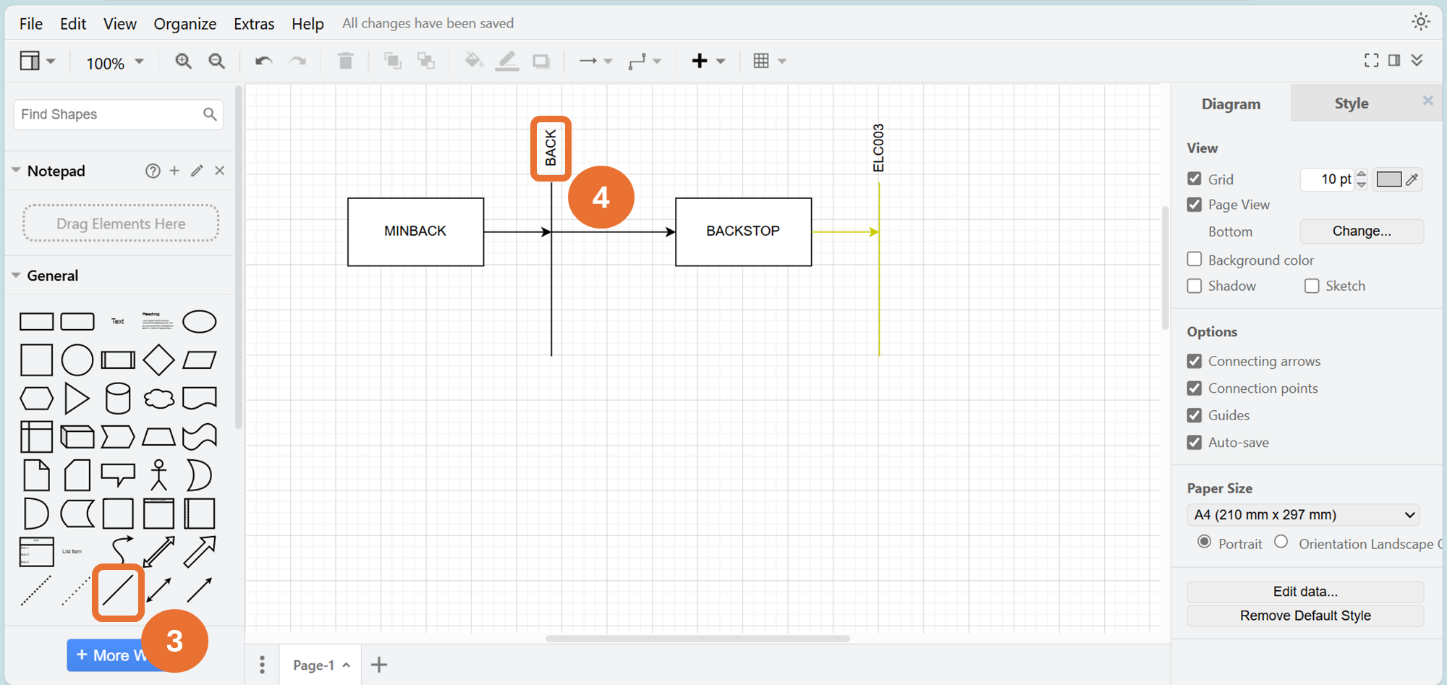 File Edit View Organize Extras Help All changes have been saved
100%
Find Shapes
Notepad
Drag Elements Here
General
Text
Heading
List Item
+ More W
3
BACK
4
MINBACK
BACKSTOP
ELC003
Page-1
Diagram Style
View
Grid 10 pt
Page View
Bottom Change...
Background color
Shadow Sketch
Options
Connecting arrows
Connection points
Guides
Auto-save
Paper Size
A4 (210 mm x 297 mm)
Portrait Orientation Landscape
Edit data...
Remove Default Style